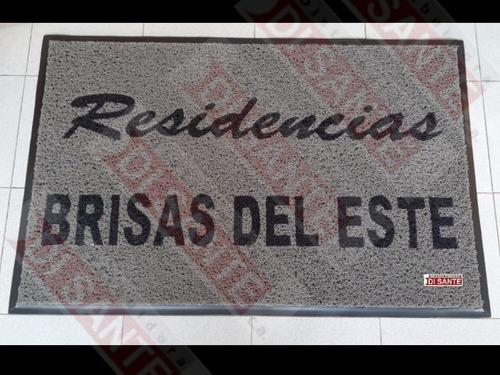 Residencias
BRISAS DEL ESTE
DI SANTE